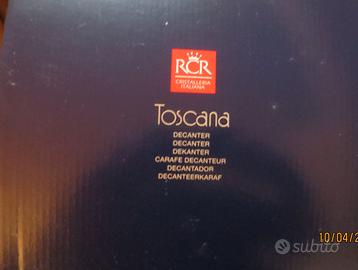 RCR
CRISTALLERIA
ITALIANA
Toscana
DECANTER
DECANTER
DEKANTER
CARAFE DECANTEUR
DECANTADOR
DECANTEERKARAF
10/04/2
subito